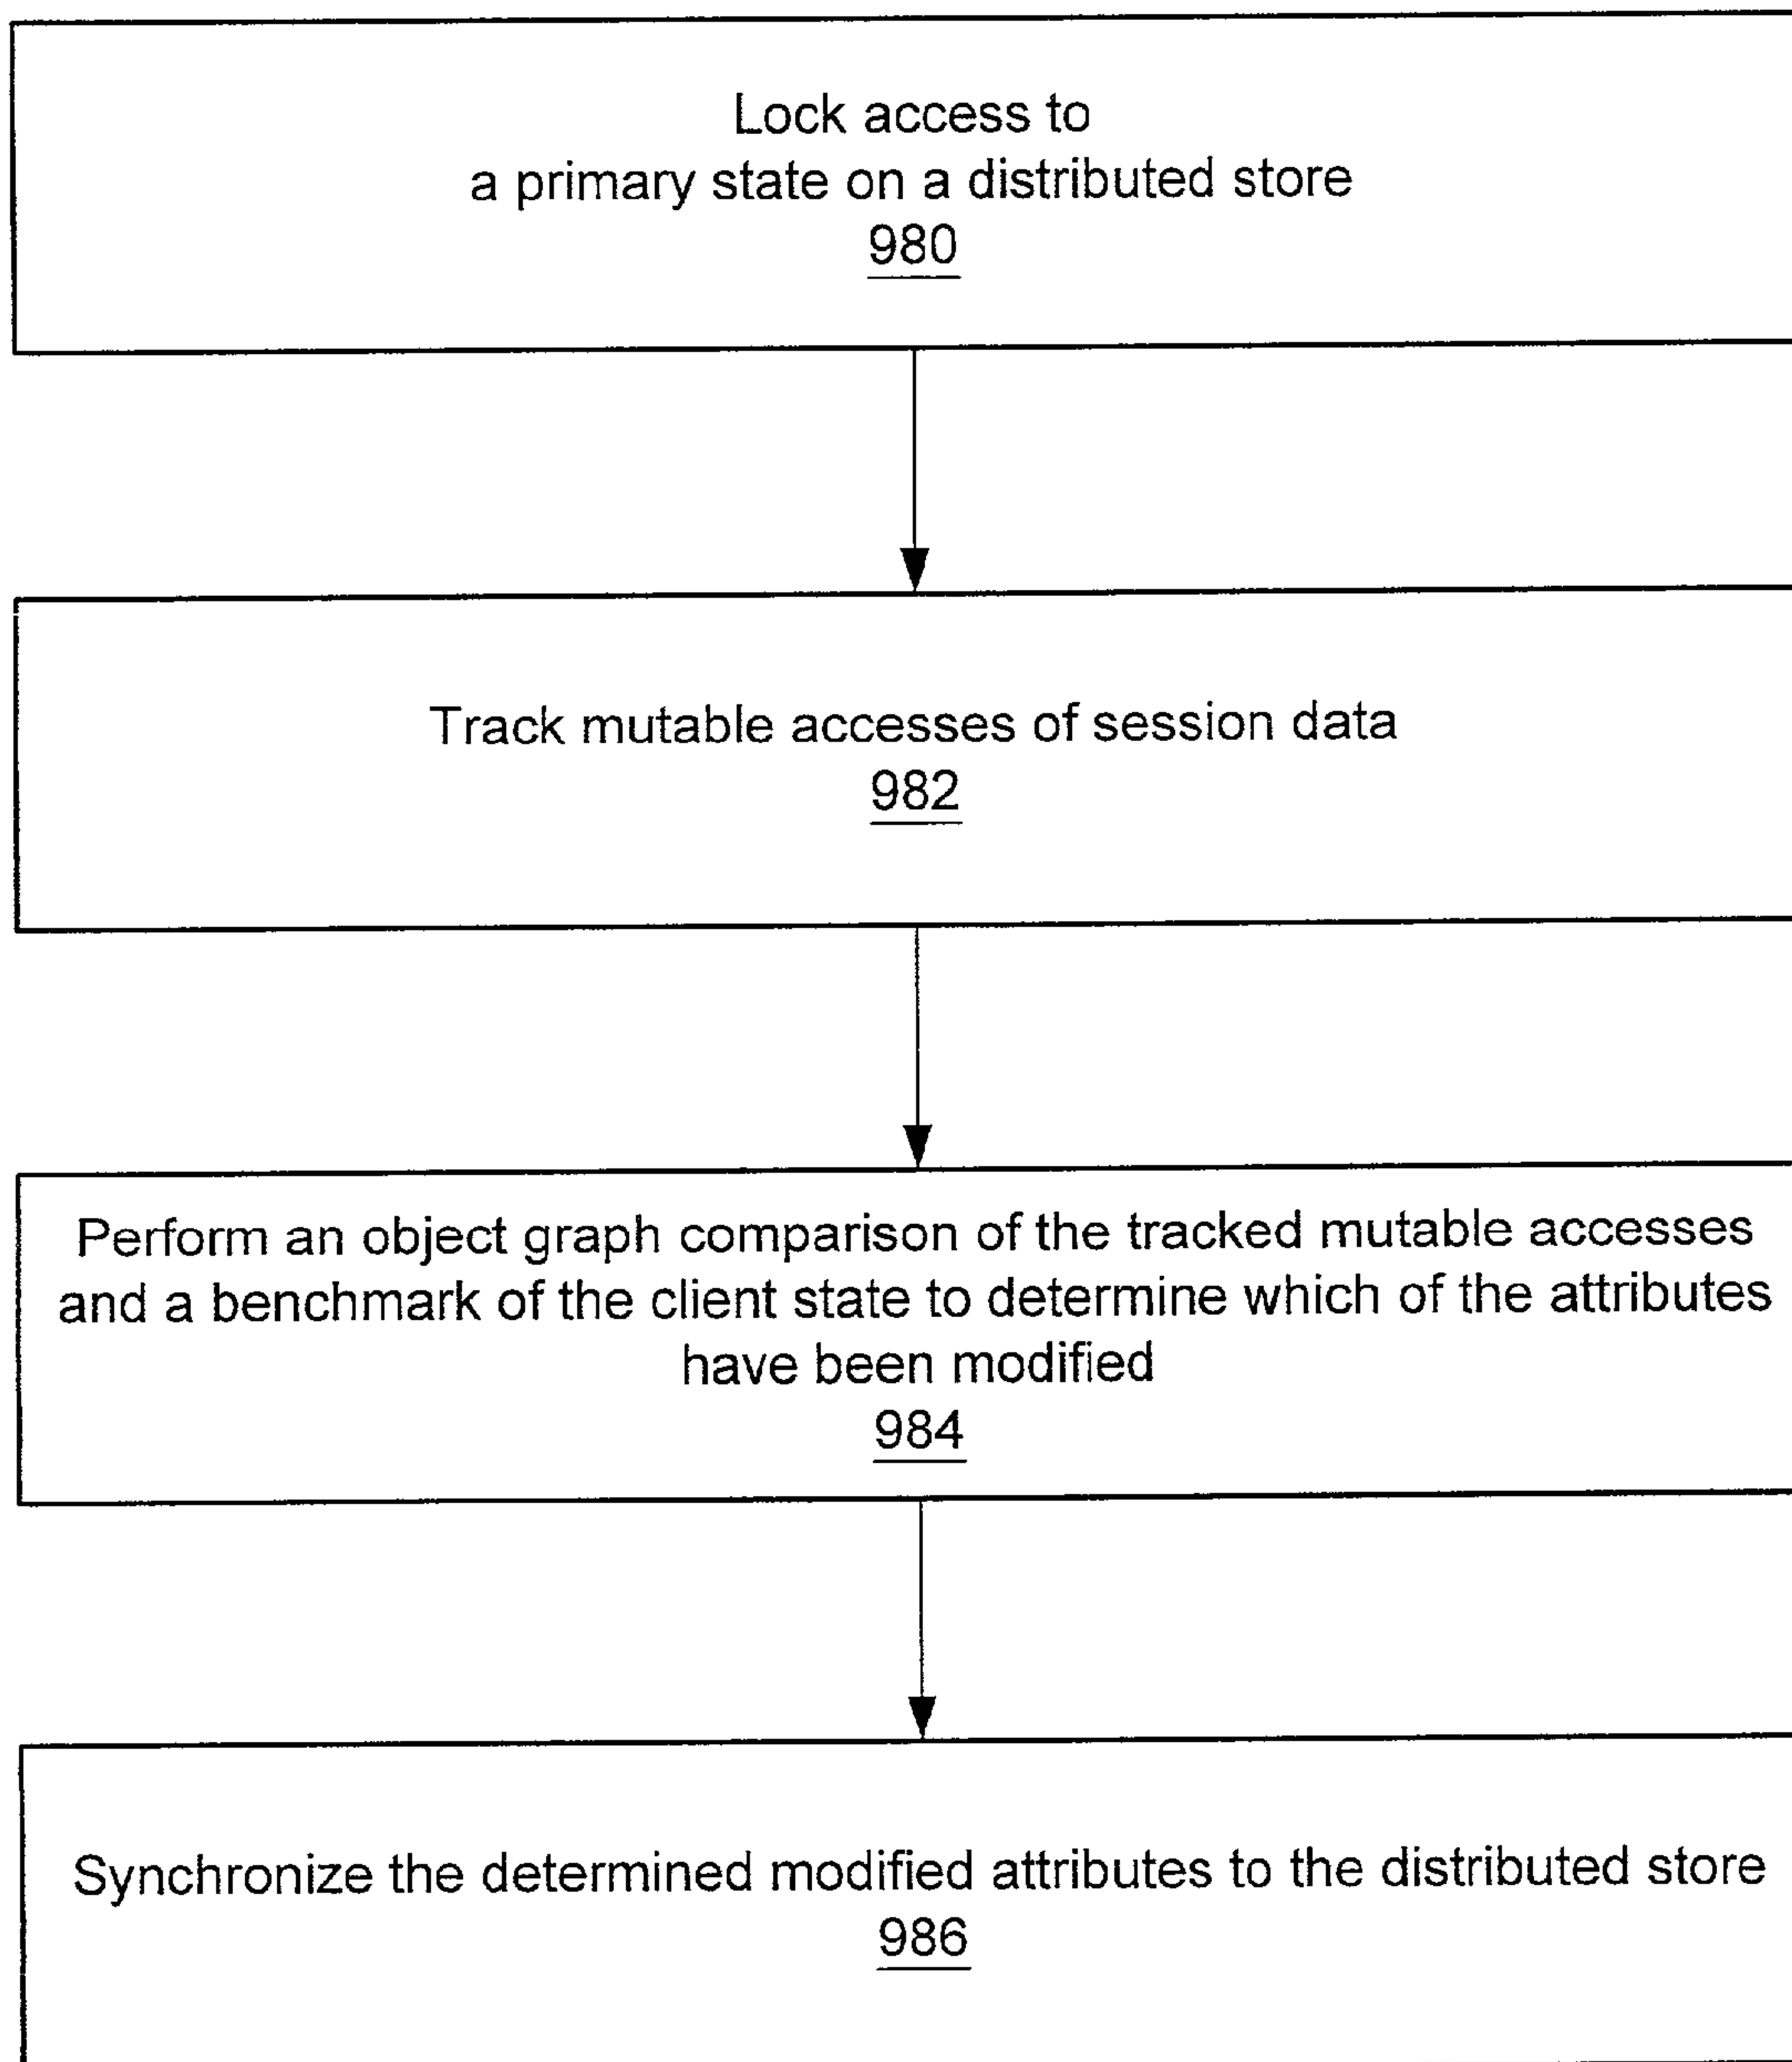 Lock access to
a primary state on a distributed store
980
Track mutable accesses of session data
982
Perform an object graph comparison of the tracked mutable accesses
and a benchmark of the client state to determine which of the attributes
have been modified
984
Synchronize the determined modified attributes to the distributed store
986